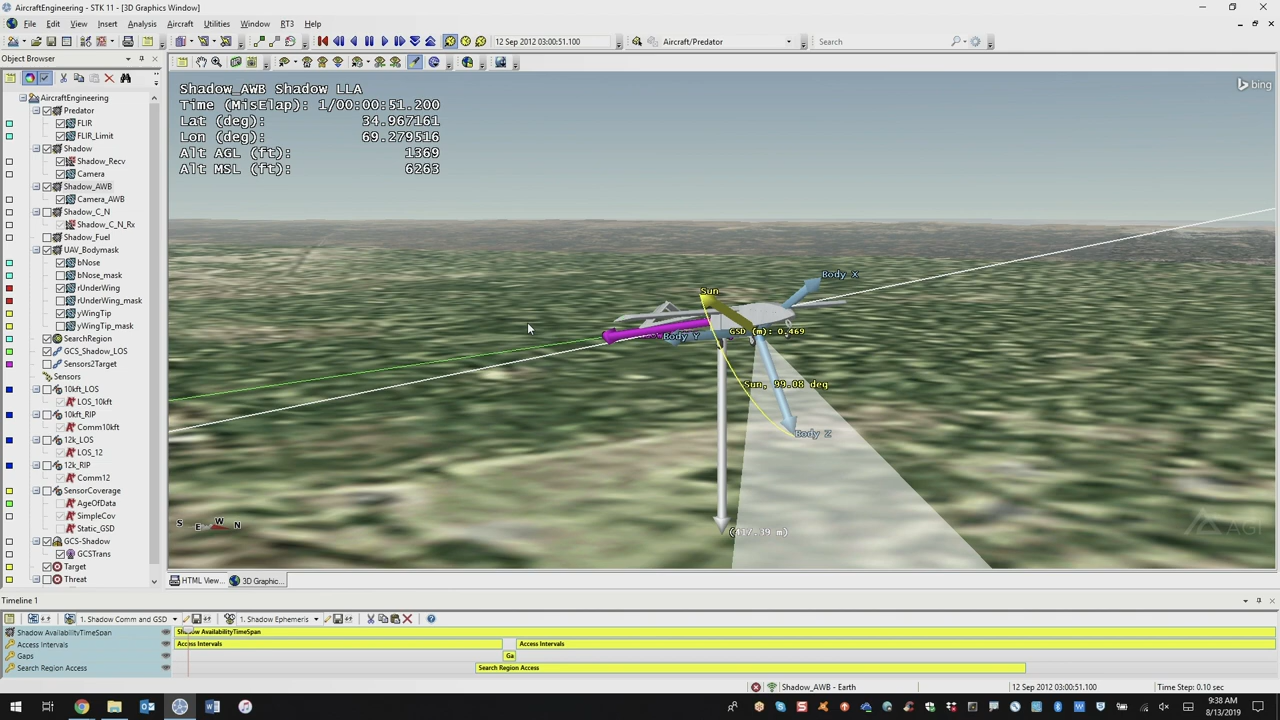 AircraftEngineering - STK 11 - [3D Graphics Window]
File Edit View Insert Analysis Aircraft Utilities Window RT3 Help
12 Sep 2012 03:00:51.100
Aircraft/Predator
Search
Object Browser
AircraftEngineering
Predator
FLIR
FLIR_Limit
Shadow
Shadow_Recv
Camera
Shadow_AWB
Camera_AWB
Shadow_C_N
Shadow_C_N_Rx
Shadow_Fuel
UAV_Bodymask
bNose
bNose_mask
rUnderWing
rUnderWing_mask
yWingTip
yWingTip_mask
SearchRegion
GCS_Shadow_LOS
Sensors2Target
Sensors
10kft_LOS
LOS_10kft
10kft_RIP
Comm10kft
12k_LOS
LOS_12
12k_RIP
Comm12
SensorCoverage
AgeOfData
SimpleCov
Static_GSD
GCS-Shadow
GCSTrans
Target
Threat
Shadow_AWB Shadow LLA
Time (MisElap): 1/00:00:51.200
Lat (deg): 34.967161
Lon (deg): 69.279516
Alt AGL (ft): 1369
Alt MSL (ft): 6263
bing
Body X
Sun
GSD (m): 0.469
Body Y
Sun, 99.08 deg
Body Z
(417.39 m)
S E W N
AGI
HTML View... 3D Graphic...
Timeline 1
1. Shadow Comm and GSD
1. Shadow Ephemeris
Shadow AvailabilityTimeSpan
Shadow AvailabilityTimeSpan
Access Intervals
Access Intervals
Access Intervals
Gaps
Ga
Search Region Access
Search Region Access
Shadow_AWB - Earth
12 Sep 2012 03:00:51.100
Time Step: 0.10 sec
9:38 AM
8/13/2019